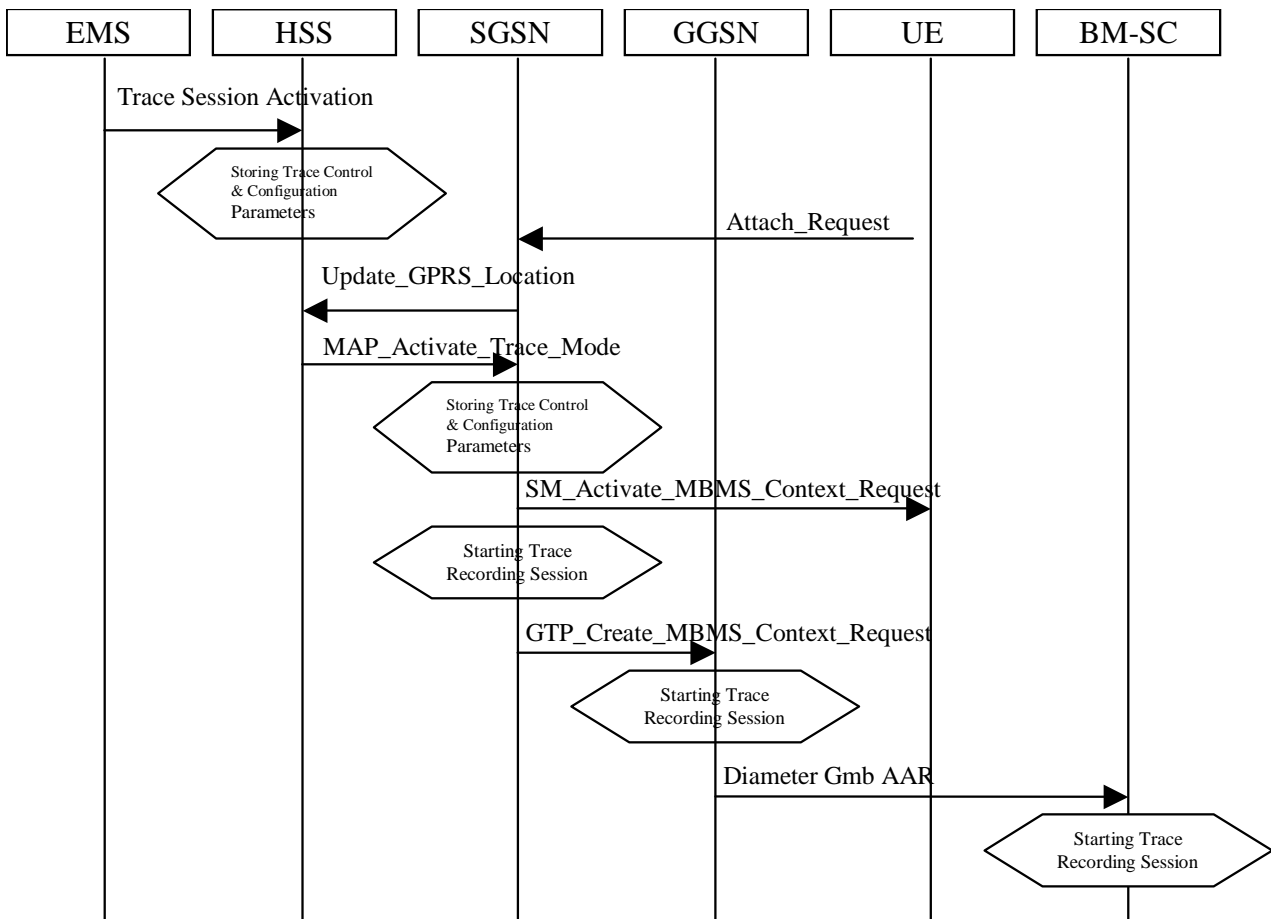 EMS
HSS
SGSN
GGSN
UE
BM-SC
Trace Session Activation
Storing Trace Control
& Configuration
Parameters
Attach_Request
Update_GPRS_Location
MAP_Activate_Trace_Mode
Storing Trace Control
& Configuration
Parameters
SM_Activate_MBMS_Context_Request
Starting Trace
Recording Session
GTP_Create_MBMS_Context_Request
Starting Trace
Recording Session
Diameter Gmb AAR
Starting Trace
Recording Session